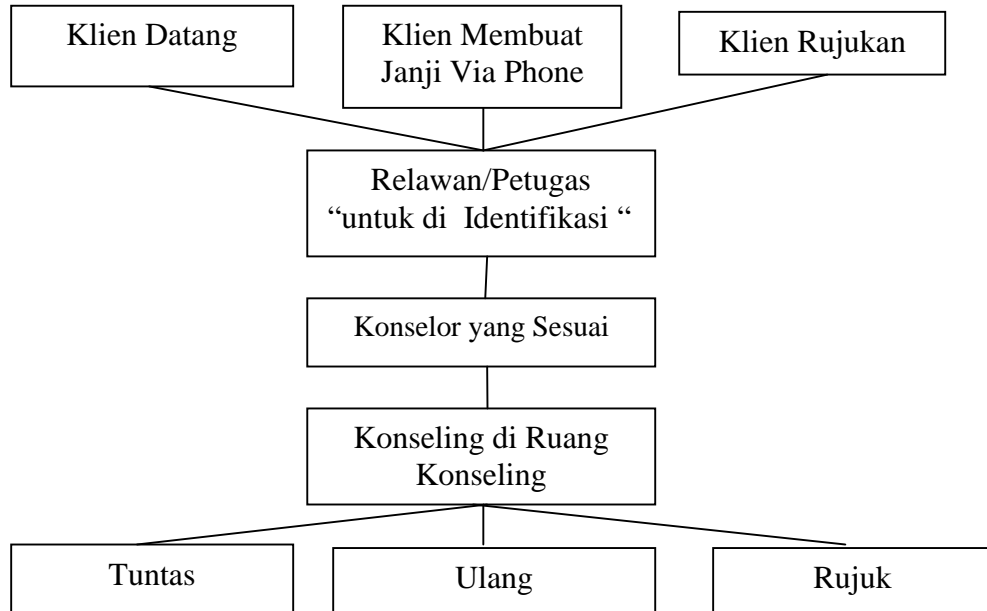 Klien Datang
Klien Membuat
Janji Via Phone
Klien Rujukan
Relawan/Petugas
“untuk di  Identifikasi “
Konselor yang Sesuai
Konseling di Ruang
Konseling
Tuntas
Ulang
Rujuk